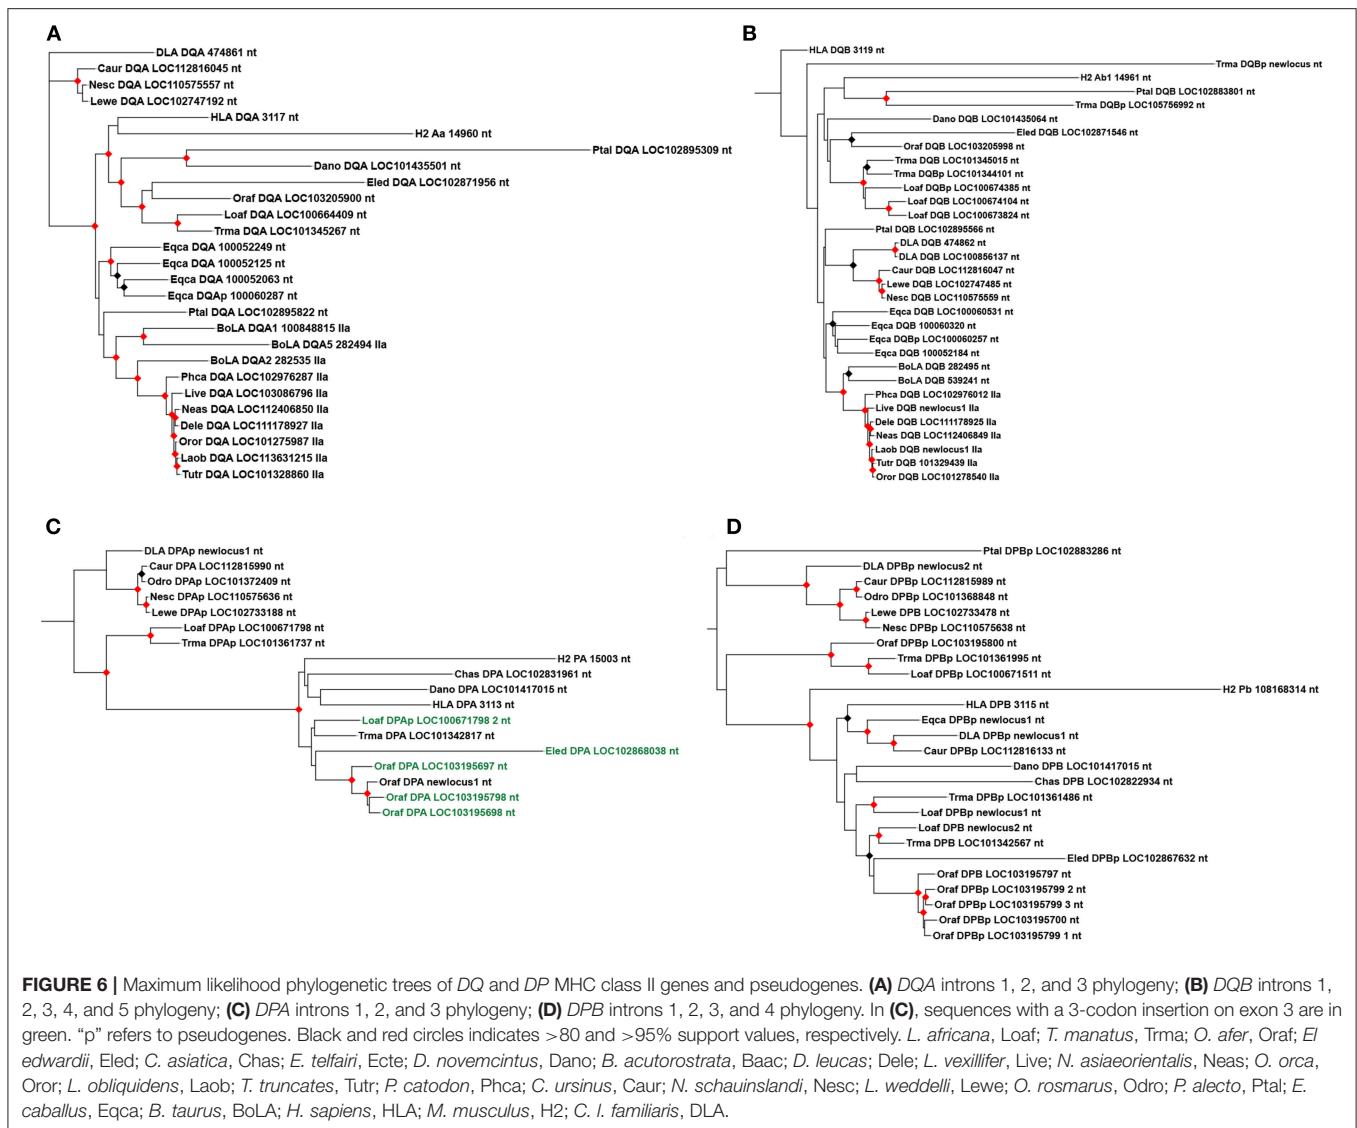 A
DLA DQA 474861 nt
Caur DQA LOC112816045 nt
Nesc DQA LOC110575557 nt
Lewe DQA LOC102747192 nt
HLA DQA 3117 nt
H2 Aa 14960 nt
Ptal DQA LOC102895309 nt
Dano DQA LOC101435501 nt
Eled DQA LOC102871956 nt
Oraf DQA LOC103205900 nt
Loaf DQA LOC100664409 nt
Trma DQA LOC101345267 nt
Eqca DQA 100052249 nt
Eqca DQA 100052125 nt
Eqca DQA 100052063 nt
Eqca DQAp 100060287 nt
Ptal DQA LOC102895822 nt
BoLA DQA1 100848815 IIa
BoLA DQA5 282494 IIa
BoLA DQA2 282535 IIa
Phca DQA LOC102976287 IIa
Live DQA LOC103086796 IIa
Neas DQA LOC112406850 IIa
Dele DQA LOC111178927 IIa
Oror DQA LOC101275987 IIa
Laob DQA LOC113631215 IIa
Tutr DQA LOC101328860 IIa
B
HLA DQB 3119 nt
Trma DQBp newlocus nt
H2 Ab1 14961 nt
Ptal DQB LOC102883801 nt
Trma DQBp LOC105756992 nt
Dano DQB LOC101435064 nt
Eled DQB LOC102871546 nt
Oraf DQB LOC103205998 nt
Trma DQB LOC101345015 nt
Trma DQBp LOC101344101 nt
Loaf DQBp LOC100674385 nt
Loaf DQB LOC100674104 nt
Loaf DQB LOC100673824 nt
Ptal DQB LOC102895566 nt
DLA DQB 474862 nt
DLA DQB LOC100856137 nt
Caur DQB LOC112816047 nt
Lewe DQB LOC102747485 nt
Nesc DQB LOC110575559 nt
Eqca DQB LOC100060531 nt
Eqca DQB 100060320 nt
Eqca DQBp LOC100060257 nt
Eqca DQB 100052184 nt
BoLA DQB 282495 nt
BoLA DQB 539241 nt
Phca DQB LOC102976012 IIa
Live DQB newlocus1 IIa
Dele DQB LOC111178925 IIa
Neas DQB LOC112406849 IIa
Laob DQB newlocus1 IIa
Tutr DQB 101329439 IIa
Oror DQB LOC101278540 IIa
C
DLA DPAp newlocus1 nt
Caur DPA LOC112815990 nt
Odro DPAp LOC101372409 nt
Nesc DPAp LOC110575636 nt
Lewe DPAp LOC102733188 nt
Loaf DPAp LOC100671798 nt
Trma DPAp LOC101361737 nt
H2 PA 15003 nt
Chas DPA LOC102831961 nt
Dano DPA LOC101417015 nt
HLA DPA 3113 nt
Loaf DPAp LOC100671798 2 nt
Trma DPA LOC101342817 nt
Eled DPA LOC102868038 nt
Oraf DPA LOC103195697 nt
Oraf DPA newlocus1 nt
Oraf DPA LOC103195798 nt
Oraf DPA LOC103195698 nt
D
Ptal DPBp LOC102883286 nt
DLA DPBp newlocus2 nt
Caur DPBp LOC112815989 nt
Odro DPBp LOC101368848 nt
Lewe DPB LOC102733478 nt
Nesc DPBp LOC110575638 nt
Oraf DPBp LOC103195800 nt
Trma DPBp LOC101361995 nt
Loaf DPBp LOC100671511 nt
H2 Pb 108168314 nt
HLA DPB 3115 nt
Eqca DPBp newlocus1 nt
DLA DPBp newlocus1 nt
Caur DPBp LOC112816133 nt
Dano DPB LOC101417015 nt
Chas DPB LOC102822934 nt
Trma DPBp LOC101361486 nt
Loaf DPBp newlocus1 nt
Loaf DPB newlocus2 nt
Trma DPB LOC101342567 nt
Eled DPBp LOC102867632 nt
Oraf DPB LOC103195797 nt
Oraf DPBp LOC103195799 2 nt
Oraf DPBp LOC103195799 3 nt
Oraf DPBp LOC103195700 nt
Oraf DPBp LOC103195799 1 nt
FIGURE 6 | Maximum likelihood phylogenetic trees of DQ and DP MHC class II genes and pseudogenes. (A) DQA introns 1, 2, and 3 phylogeny; (B) DQB introns 1,
2, 3, 4, and 5 phylogeny; (C) DPA introns 1, 2, and 3 phylogeny; (D) DPB introns 1, 2, 3, and 4 phylogeny. In (C), sequences with a 3-codon insertion on exon 3 are in
green. "p" refers to pseudogenes. Black and red circles indicates >80 and >95% support values, respectively. L. africana, Loaf; T. manatus, Trma; O. afer, Oraf; El
edwardii, Eled; C. asiatica, Chas; E. telfairi, Ecte; D. novemcintus, Dano; B. acutorostrata, Baac; D. leucas; Dele; L. vexillifer, Live; N. asiaeorientalis, Neas; O. orca,
Oror; L. obliquidens, Laob; T. truncates, Tutr; P. catodon, Phca; C. ursinus, Caur; N. schauinslandi, Nesc; L. weddelli, Lewe; O. rosmarus, Odro; P. alecto, Ptal; E.
caballus, Eqca; B. taurus, BoLA; H. sapiens, HLA; M. musculus, H2; C. l. familiaris, DLA.